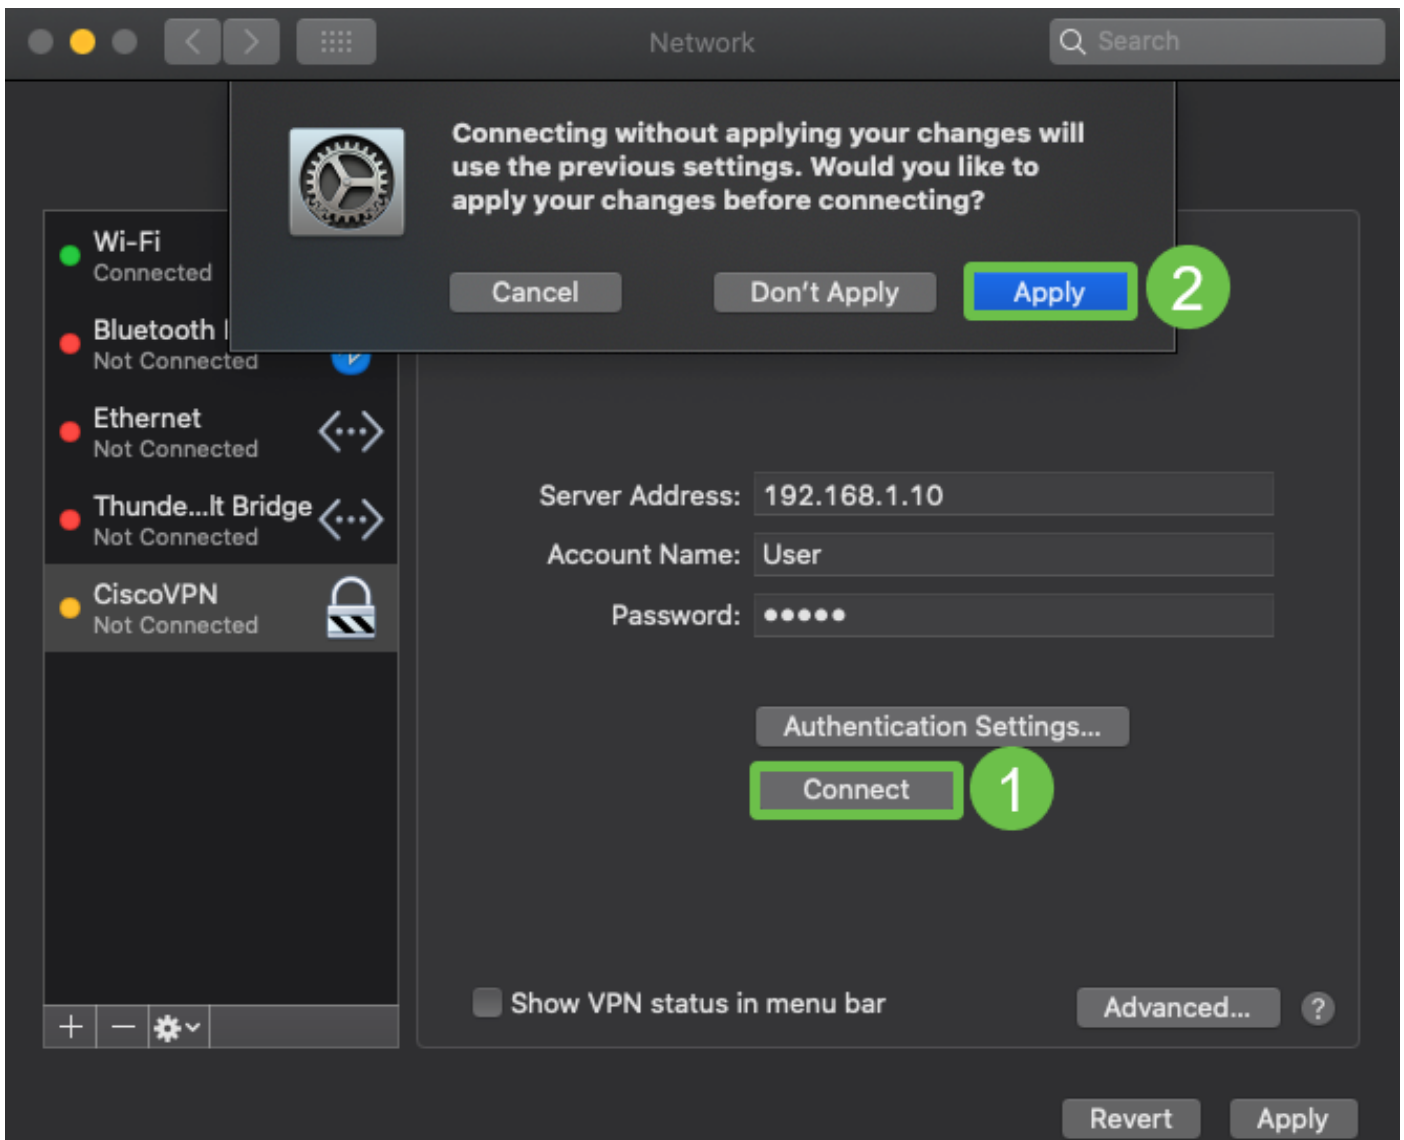 Network
Search
Connecting without applying your changes will
use the previous settings. Would you like to
apply your changes before connecting?
Cancel
Don't Apply
Apply
2
Wi-Fi
Connected
Bluetooth
Not Connected
Ethernet
Not Connected
Thunde...lt Bridge
Not Connected
CiscoVPN
Not Connected
Server Address: 192.168.1.10
Account Name: User
Password: •••••
Authentication Settings...
Connect
1
Show VPN status in menu bar
Advanced...
?
Revert
Apply